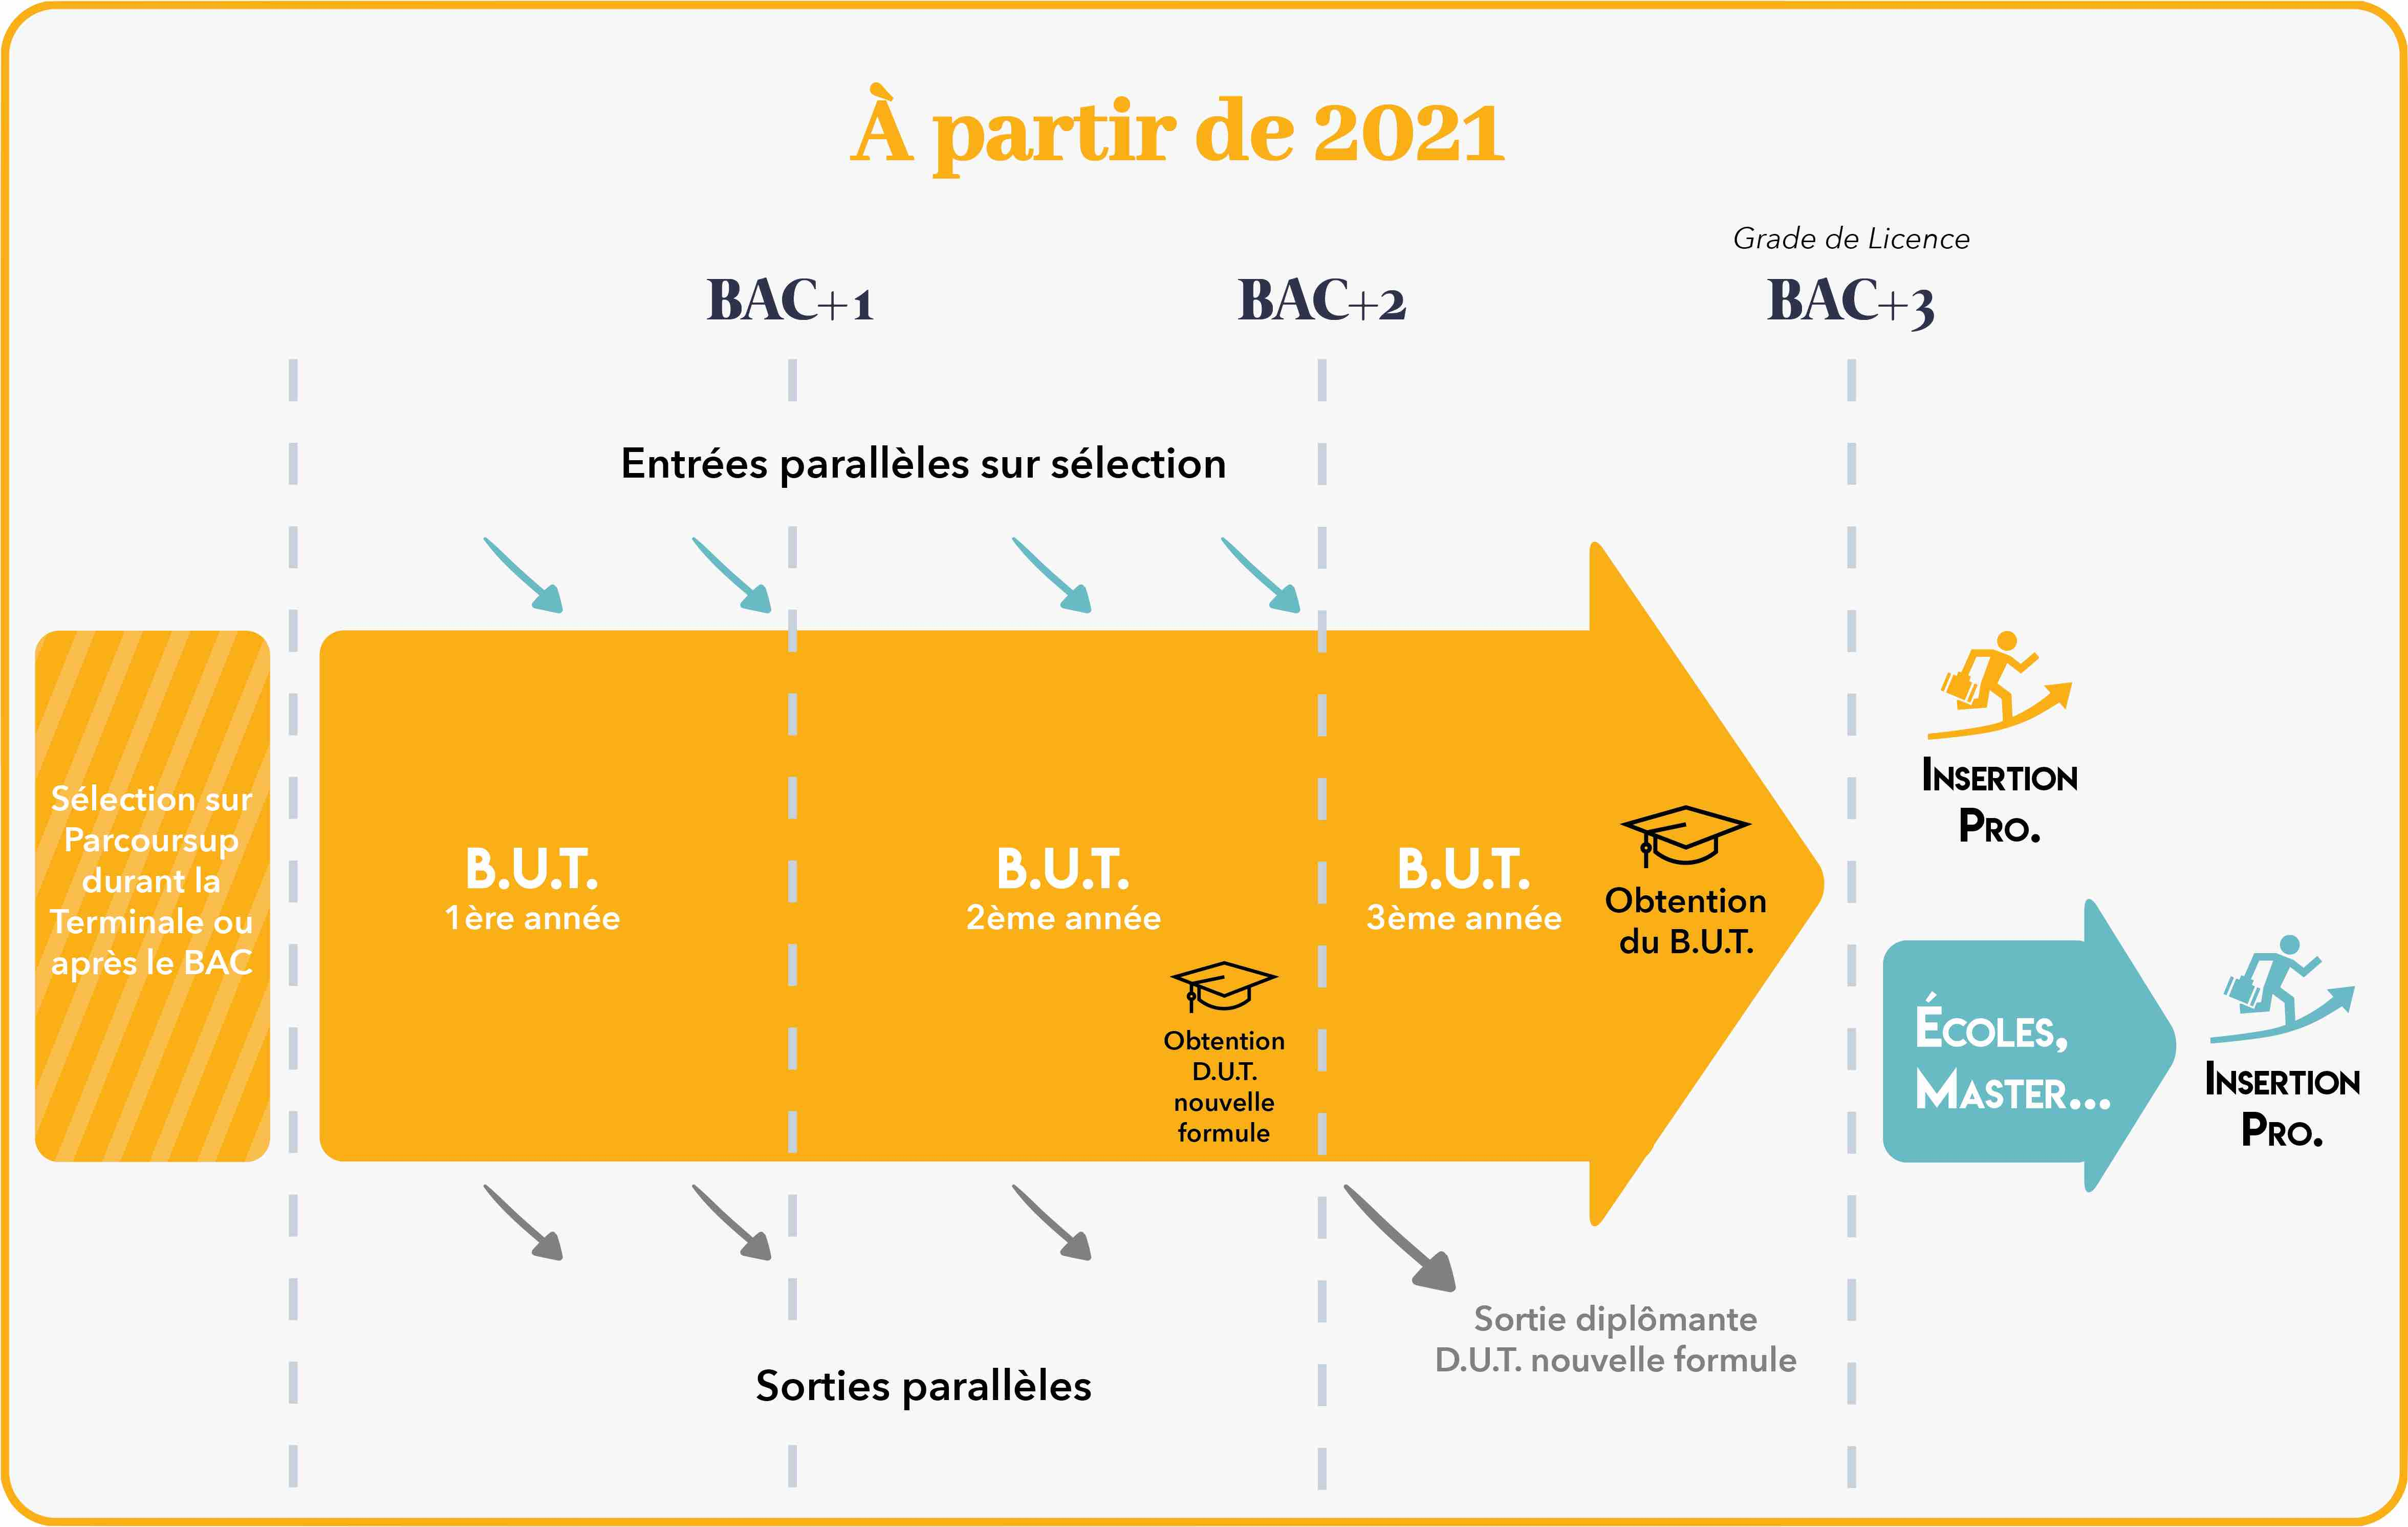 À partir de 2021
Grade de Licence
BAC+1
BAC+2
BAC+3
Entrées parallèles sur sélection
Sélection sur
Parcoursup
durant la
Terminale ou
après le BAC
B.U.T.
1ère année
B.U.T.
2ème année
Obtention
D.U.T.
nouvelle
formule
B.U.T.
3ème année
Obtention
du B.U.T.
INSERTION
PRO.
ÉCOLES,
MASTER...
INSERTION
PRO.
Sortie diplômante
D.U.T. nouvelle formule
Sorties parallèles